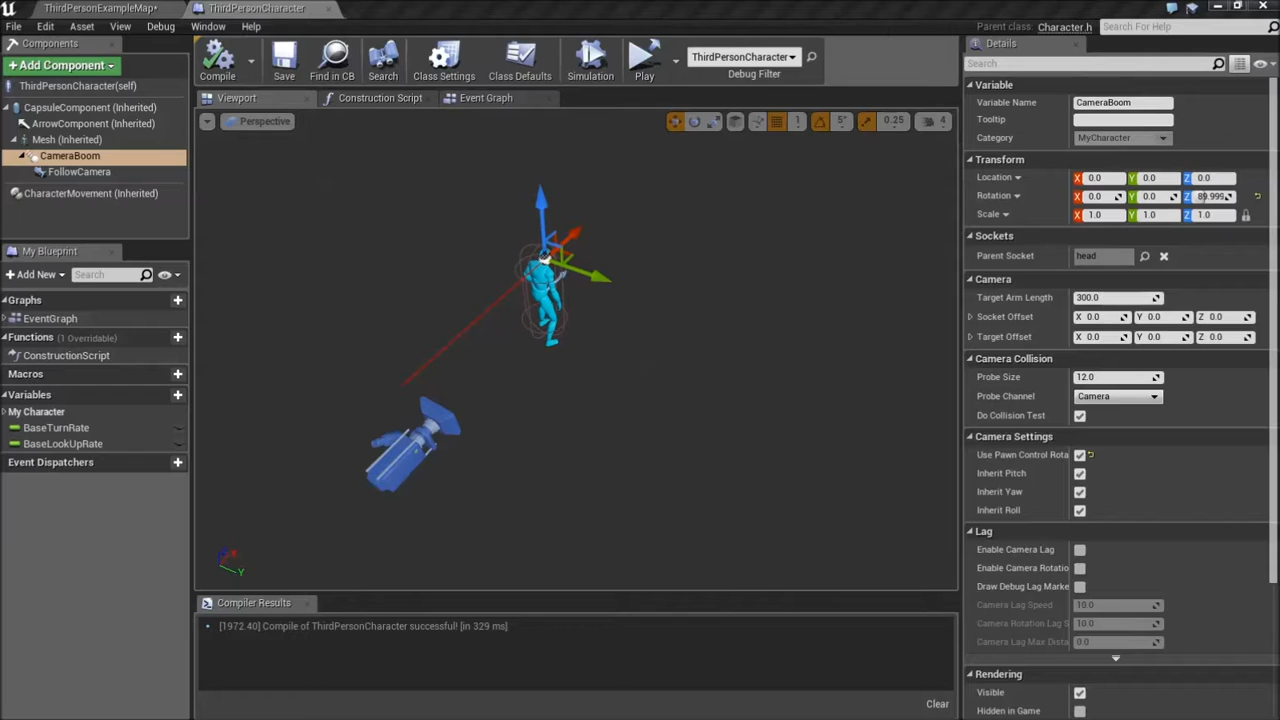 ThirdPersonExampleMap*
ThirdPersonCharacter
File
Edit
Asset
View
Debug
Window
Help
Parent class: Character.h
Search For Help
Components
+Add Component
ThirdPersonCharacter(self)
CapsuleComponent (Inherited)
ArrowComponent (Inherited)
Mesh (Inherited)
CameraBoom
FollowCamera
CharacterMovement (Inherited)
My Blueprint
+Add New
Search
Graphs
EventGraph
Functions (1 Overridable)
ConstructionScript
Macros
Variables
My Character
BaseTurnRate
BaseLookUpRate
Event Dispatchers
Compile
Save
Find in CB
Search
Class Settings
Class Defaults
Simulation
Play
ThirdPersonCharacter
Debug Filter
Viewport
Construction Script
Event Graph
Perspective
1
5°
0.25
4
Y
Compiler Results
[1972.40] Compile of ThirdPersonCharacter successful! [in 329 ms]
Clear
Details
Search
Variable
Variable Name CameraBoom
Tooltip
Category MyCharacter
Transform
Location X 0.0 Y 0.0 Z 0.0
Rotation X 0.0 Y 0.0 Z 89.999
Scale X 1.0 Y 1.0 Z 1.0
Sockets
Parent Socket head
Camera
Target Arm Length 300.0
Socket Offset X 0.0 Y 0.0 Z 0.0
Target Offset X 0.0 Y 0.0 Z 0.0
Camera Collision
Probe Size 12.0
Probe Channel Camera
Do Collision Test
Camera Settings
Use Pawn Control Rota
Inherit Pitch
Inherit Yaw
Inherit Roll
Lag
Enable Camera Lag
Enable Camera Rotatio
Draw Debug Lag Marke
Camera Lag Speed 10.0
Camera Rotation Lag S 10.0
Camera Lag Max Dista 0.0
Rendering
Visible
Hidden in Game